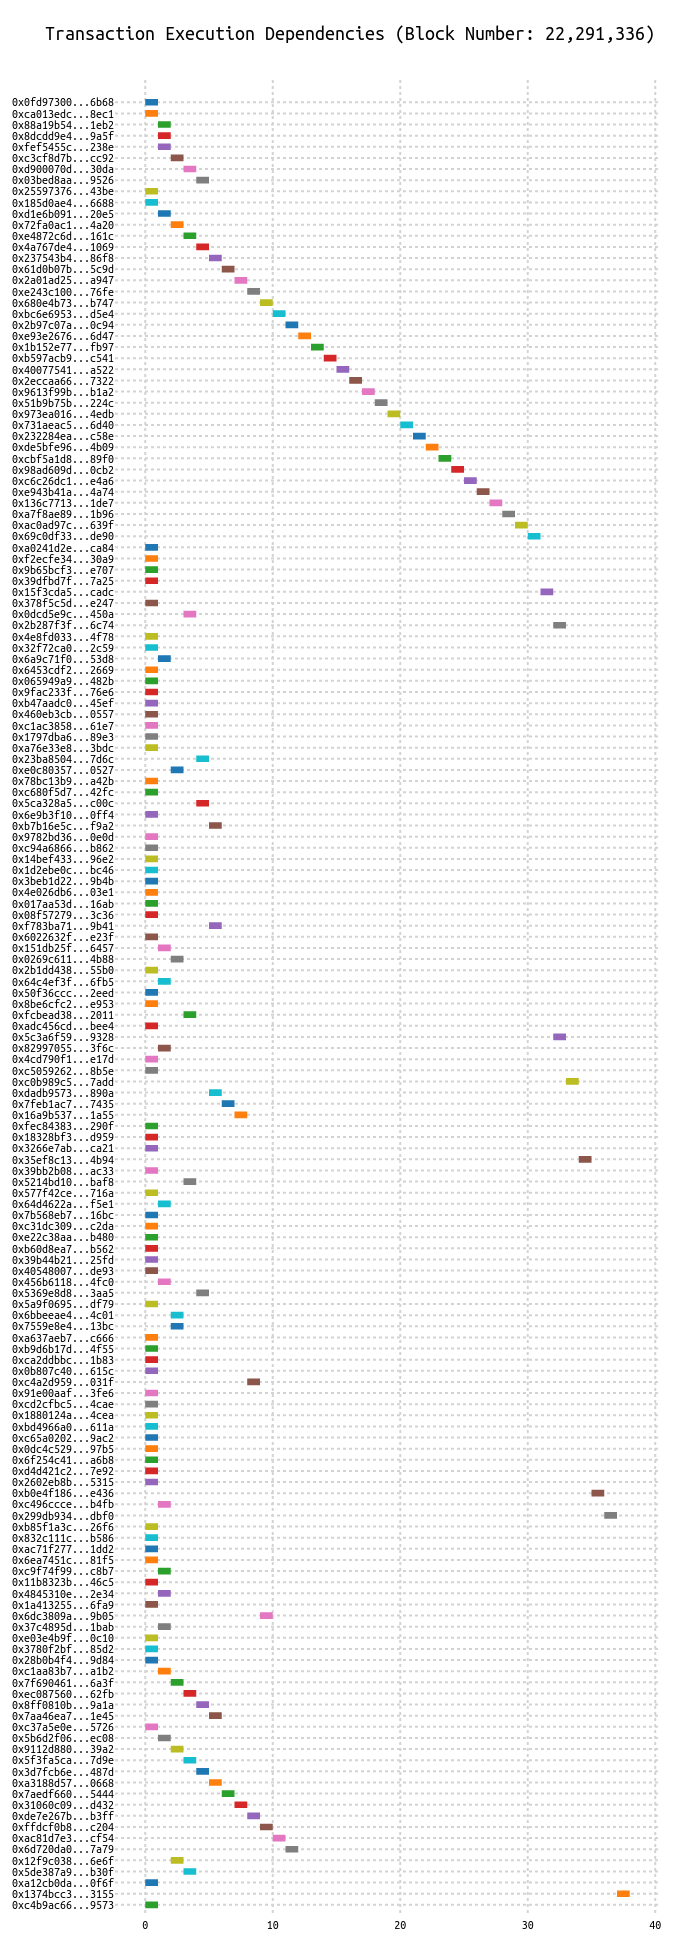 Transaction Execution Dependencies (Block Number: 22,291,336)
0x0fd97300...6b68
0xca013edc...8ec1
0x88a19b54...1eb2
0x8dcdd9e4...9a5f
0xfef5455c...238e
0xc3cf8d7b...cc92
0xd900070d...30da
0x03bed8aa...9526
0x25597376...43be
0x185d0ae4...6688
0xd1e6b091...20e5
0x72fa0ac1...4a20
0xe4872c6d...161c
0x4a767de4...1069
0x237543b4...86f8
0x61d0b07b...5c9d
0x2a01ad25...a947
0xe243c100...76fe
0x680e4b73...b747
0xbc6e6953...d5e4
0x2b97c07a...0c94
0xe93e2676...6d47
0x1b152e77...fb97
0xb597acb9...c541
0x40077541...a522
0x2eccaa66...7322
0x9613f99b...b1a2
0x51b9b75b...224c
0x973ea016...4edb
0x731aeac5...6d40
0x232284ea...c58e
0xde5bfe96...4b09
0xcbf5a1d8...89f0
0x98ad609d...0cb2
0xc6c26dc1...e4a6
0xe943b41a...4a74
0x136c7713...1de7
0xa7f8ae89...1b96
0xac0ad97c...639f
0x69c0df33...de90
0xa0241d2e...ca84
0xf2ecfe34...30a9
0x9b65bcf3...e707
0x39dfbd7f...7a25
0x15f3cda5...cadc
0x378f5c5d...e247
0x0dcd5e9c...450a
0x2b287f3f...6c74
0x4e8fd033...4f78
0x32f72ca0...2c59
0x6a9c71f0...53d8
0x6453cdf2...2669
0x065949a9...482b
0x9fac233f...76e6
0xb47aadc0...45ef
0x460eb3cb...0557
0xc1ac3858...61e7
0x1797dba6...89e3
0xa76e33e8...3bdc
0x23ba8504...7d6c
0xe0c80357...0527
0x78bc13b9...a42b
0xc680f5d7...42fc
0x5ca328a5...c00c
0x6e9b3f10...0ff4
0xb7b16e5c...f9a2
0x9782bd36...0e0d
0xc94a6866...b862
0x14bef433...96e2
0x1d2ebe0c...bc46
0x3beb1d22...9b4b
0x4e026db6...03e1
0x017aa53d...16ab
0x08f57279...3c36
0xf783ba71...9b41
0x6022632f...e23f
0x151db25f...6457
0x0269c611...4b88
0x2b1dd438...55b0
0x64c4ef3f...6fb5
0x50f36ccc...2eed
0x8be6cfc2...e953
0xfcbead38...2011
0xadc456cd...bee4
0x5c3a6f59...9328
0x82997055...3f6c
0x4cd790f1...e17d
0xc5059262...8b5e
0xc0b989c5...7add
0xdadb9573...890a
0x7feb1ac7...7435
0x16a9b537...1a55
0xfec84383...290f
0x18328bf3...d959
0x3266e7ab...ca21
0x35ef8c13...4b94
0x39bb2b08...ac33
0x5214bd10...baf8
0x577f42ce...716a
0x64d4622a...f5e1
0x7b568eb7...16bc
0xc31dc309...c2da
0xe22c38aa...b480
0xb60d8ea7...b562
0x39b44b21...25fd
0x40548007...de93
0x456b6118...4fc0
0x5369e8d8...3aa5
0x5a9f0695...df79
0x6bbeeae4...4c01
0x7559e8e4...13bc
0xa637aeb7...c666
0xb9d6b17d...4f55
0xca2ddbbc...1b83
0x0b807c40...615c
0xc4a2d959...031f
0x91e00aaf...3fe6
0xcd2cfbc5...4cae
0x1880124a...4cea
0xbd4966a0...611a
0xc65a0202...9ac2
0x0dc4c529...97b5
0x6f254c41...a6b8
0xd4d421c2...7e92
0x2602eb8b...5315
0xb0e4f186...e436
0xc496ccce...b4fb
0x299db934...dbf0
0xb85f1a3c...26f6
0x832c111c...b586
0xac71f277...1dd2
0x6ea7451c...81f5
0xc9f74f99...c8b7
0x11b8323b...46c5
0x4845310e...2e34
0x1a413255...6fa9
0x6dc3809a...9b05
0x37c4895d...1bab
0xe03e4b9f...0c10
0x3780f2bf...85d2
0x28b0b4f4...9d84
0xc1aa83b7...a1b2
0x7f690461...6a3f
0xec087560...62fb
0x8ff0810b...9a1a
0x7aa46ea7...1e45
0xc37a5e0e...5726
0x5b6d2f06...ec08
0x9112d880...39a2
0x5f3fa5ca...7d9e
0x3d7fcb6e...487d
0xa3188d57...0668
0x7aedf660...5444
0x31060c09...d432
0xde7e267b...b3ff
0xffdcf0b8...c204
0xac81d7e3...cf54
0x6d720da0...7a79
0x12f9c038...6e6f
0x5de387a9...b30f
0xa12cb0da...0f6f
0x1374bcc3...3155
0xc4b9ac66...9573
0 10 20 30 40